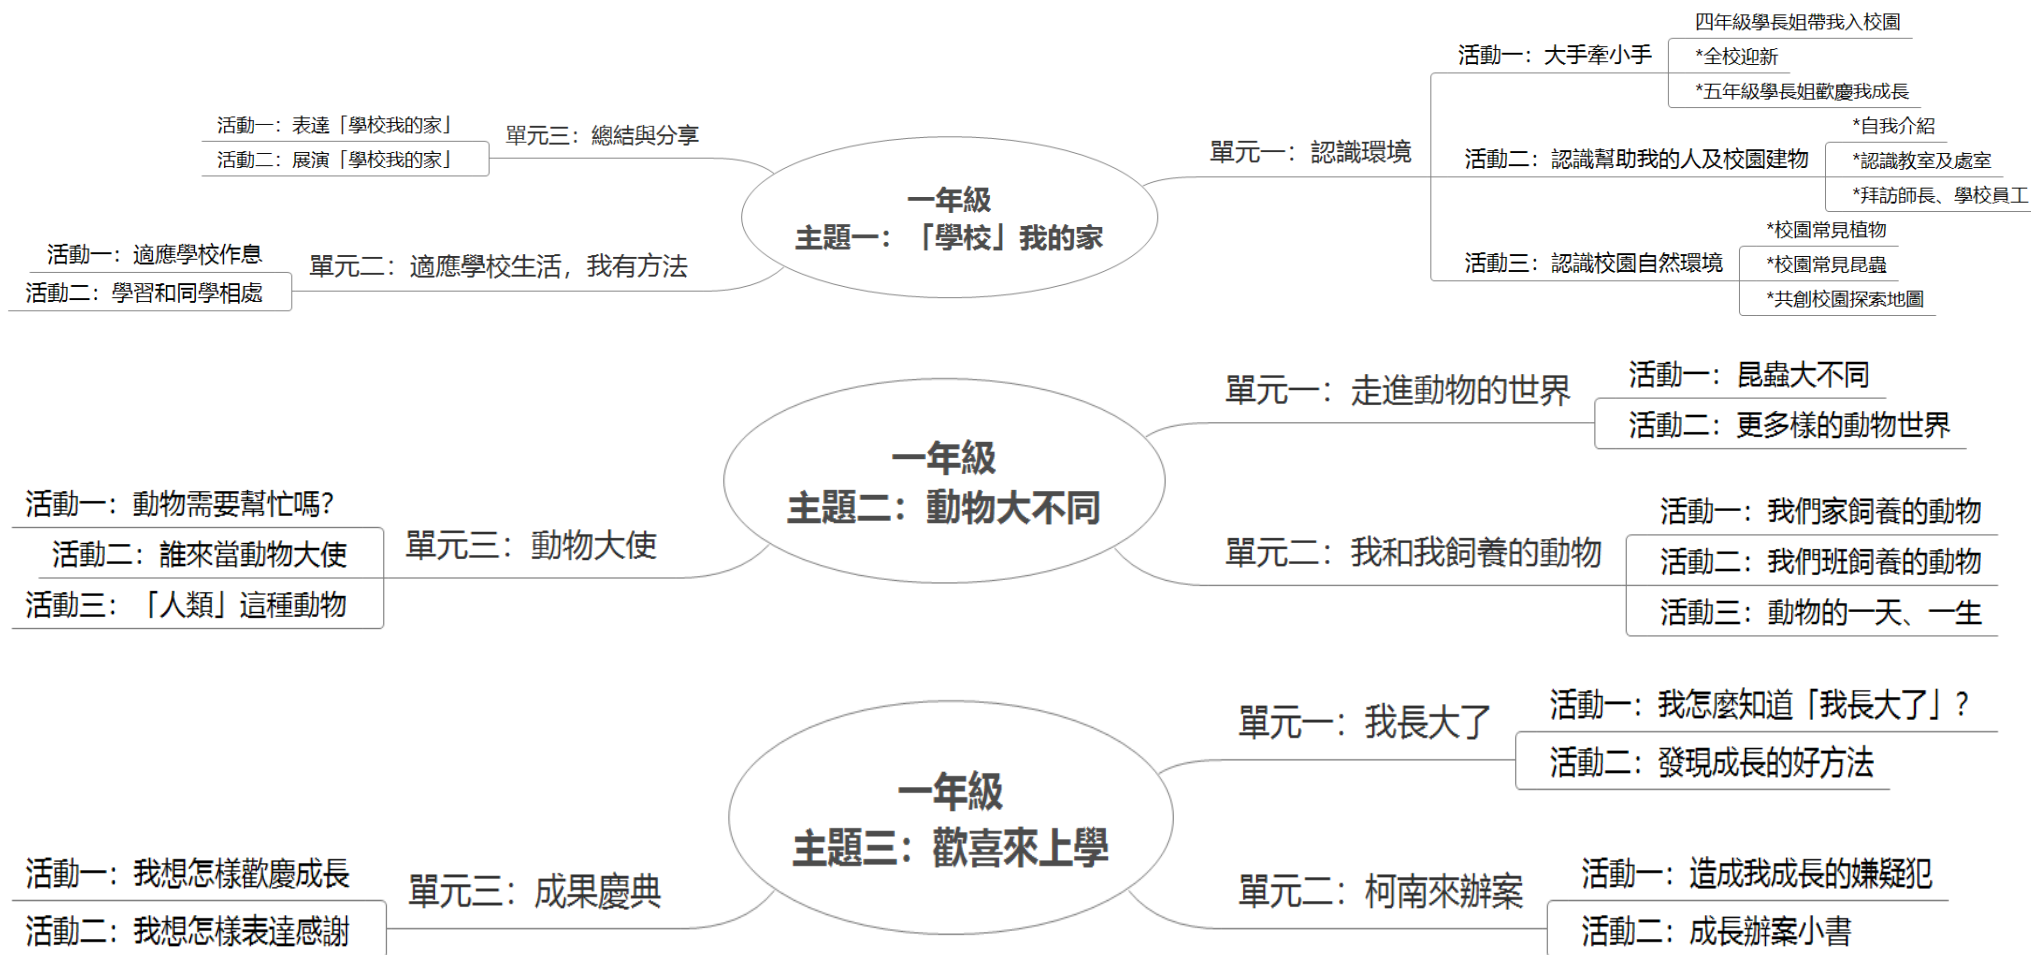 一年級
主題一：「學校」我的家
單元一：認識環境
活動一：大手牽小手
四年級學長姐帶我入校園
*全校迎新
*五年級學長姐歡慶我成長
活動二：認識幫助我的人及校園建物
*自我介紹
*認識教室及處室
*拜訪師長、學校員工
活動三：認識校園自然環境
*校園常見植物
*校園常見昆蟲
*共創校園探索地圖
單元二：適應學校生活，我有方法
活動一：適應學校作息
活動二：學習和同學相處
單元三：總結與分享
活動一：表達「學校我的家」
活動二：展演「學校我的家」
一年級
主題二：動物大不同
單元一：走進動物的世界
活動一：昆蟲大不同
活動二：更多樣的動物世界
單元二：我和我飼養的動物
活動一：我們家飼養的動物
活動二：我們班飼養的動物
活動三：動物的一天、一生
單元三：動物大使
活動一：動物需要幫忙嗎？
活動二：誰來當動物大使
活動三：「人類」這種動物
一年級
主題三：歡喜來上學
單元一：我長大了
活動一：我怎麼知道「我長大了」？
活動二：發現成長的好方法
單元二：柯南來辦案
活動一：造成我成長的嫌疑犯
活動二：成長辦案小書
單元三：成果慶典
活動一：我想怎樣歡慶成長
活動二：我想怎樣表達感謝